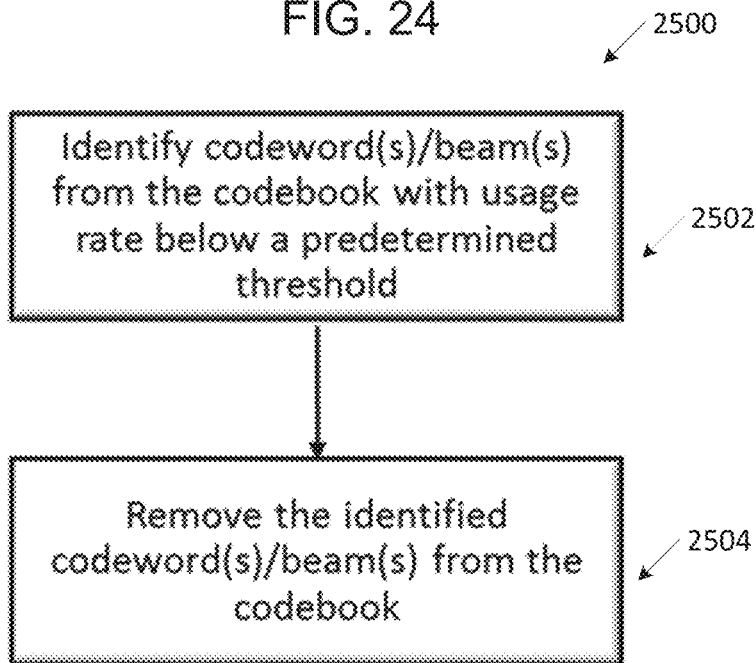 FIG. 24
2500
Identify codeword(s)/beam(s)
from the codebook with usage
rate below a predetermined
threshold
2502
Remove the identified
codeword(s)/beam(s) from the
codebook
2504